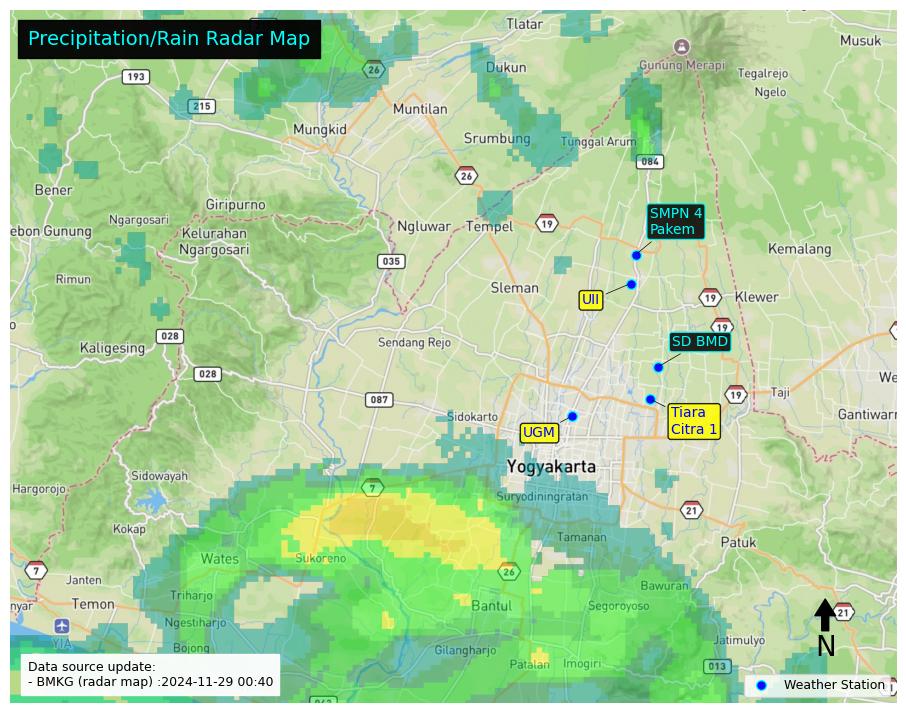 Precipitation/Rain Radar Map
Tlatar
Musuk
26
193
Dukun
Gunung Merapi
Tegalrejo
Ngelo
215
Muntilan
Mungkid
Srumbung
Tunggal Arum
084
26
Bener
Giripurno
Ngargosari
SMPN 4
Pakem
ebon Gunung
Kelurahan
Ngargosari
Ngluwar
Tempel
19
Kemalang
035
Rimun
Sleman
UII
19
Klewer
028
19
Kaligesing
Sendang Rejo
SD BMD
028
We
087
19
Taji
Sidokarto
Tiara
Citra 1
Gantiwarn
UGM
Yogyakarta
Sidowayah
Hargorojo
7
Suryodiningratan
21
Kokap
Tamanan
Patuk
Wates
Sukoreno
7
Janten
26
Bawuran
nyar
Temon
Triharjo
Bantul
Segoroyoso
21
Ngestiharjo
YIA
N
Jatimulyo
Bojong
Gilangharjo
Patalan
Imogiri
013
Data source update:
- BMKG (radar map) :2024-11-29 00:40
Weather Station